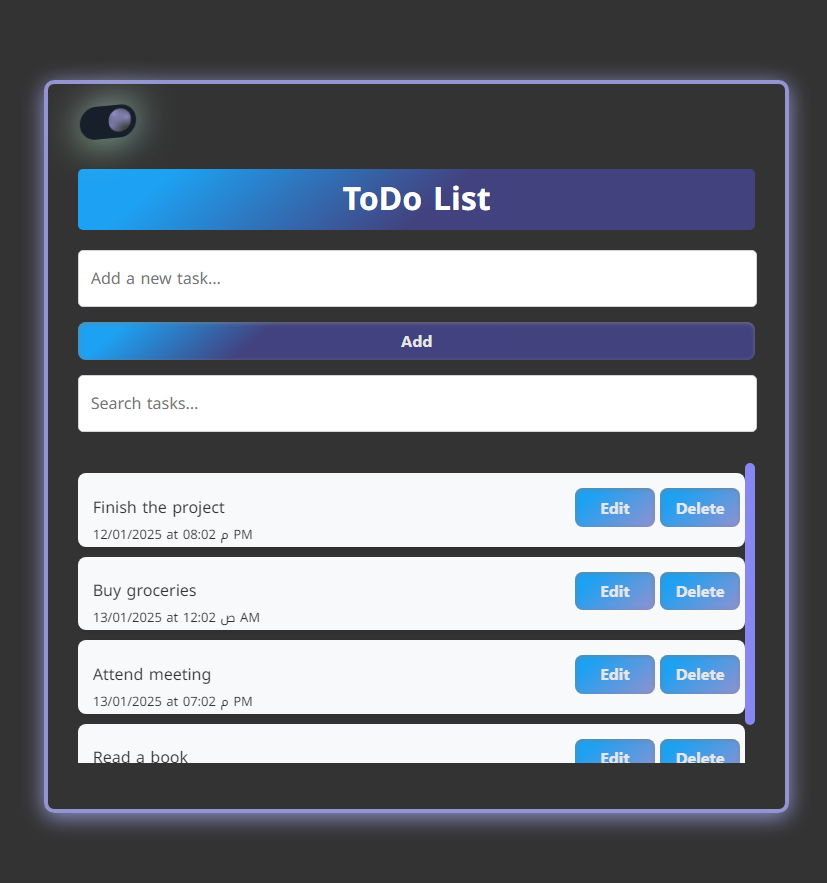 ToDo List
Add a new task...
Add
Search tasks...
Finish the project
Edit Delete
12/01/2025 at 08:02 م PM
Buy groceries
Edit Delete
13/01/2025 at 12:02 ص AM
Attend meeting
Edit Delete
13/01/2025 at 07:02 م PM
Read a book
Edit Delete